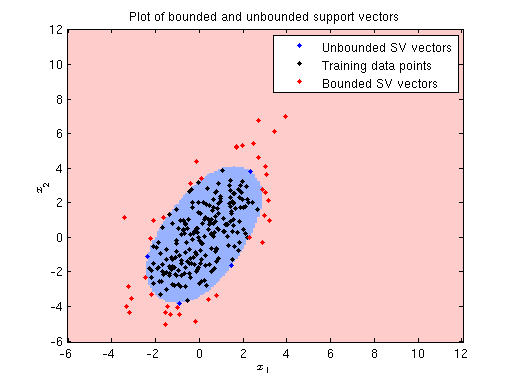 Plot of bounded and unbounded support vectors
12
10
8
6
4
2
0
-2
-4
-6
x2
Unbounded SV vectors
Training data points
Bounded SV vectors
-6 -4 -2 0 2 4 6 8 10 12
x1